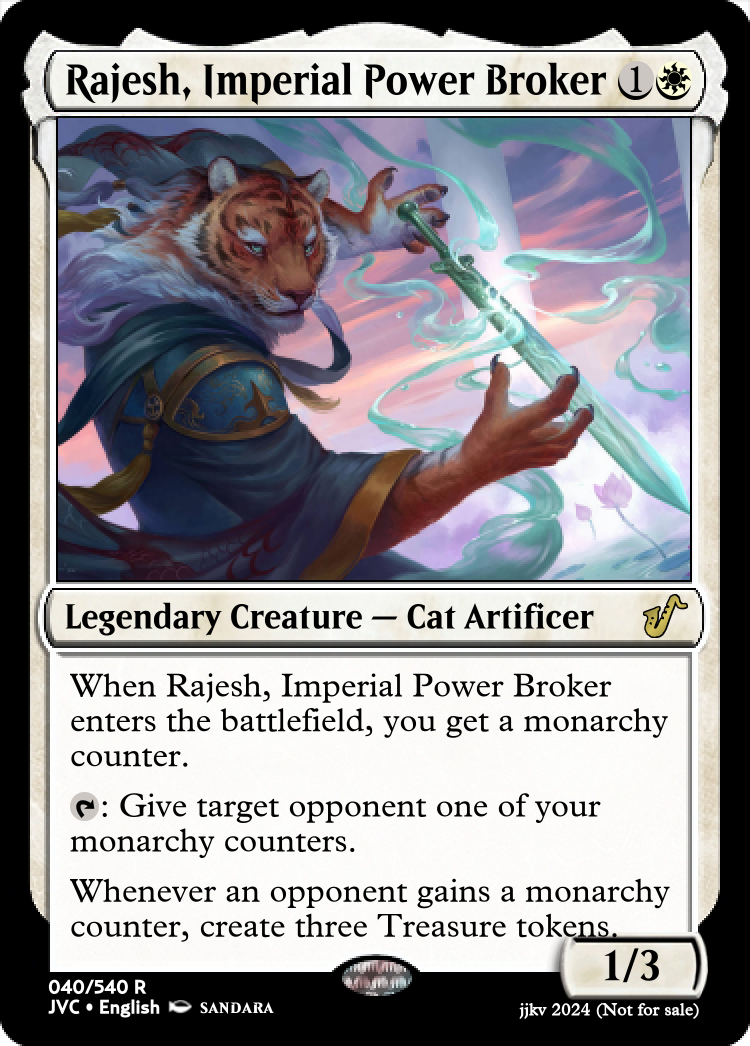 Rajesh, Imperial Power Broker 1
Legendary Creature — Cat Artificer
When Rajesh, Imperial Power Broker
enters the battlefield, you get a monarchy
counter.
: Give target opponent one of your
monarchy counters.
Whenever an opponent gains a monarchy
counter, create three Treasure tokens.
1/3
040/540 R
JVC • English SANDARA
jjkv 2024 (Not for sale)